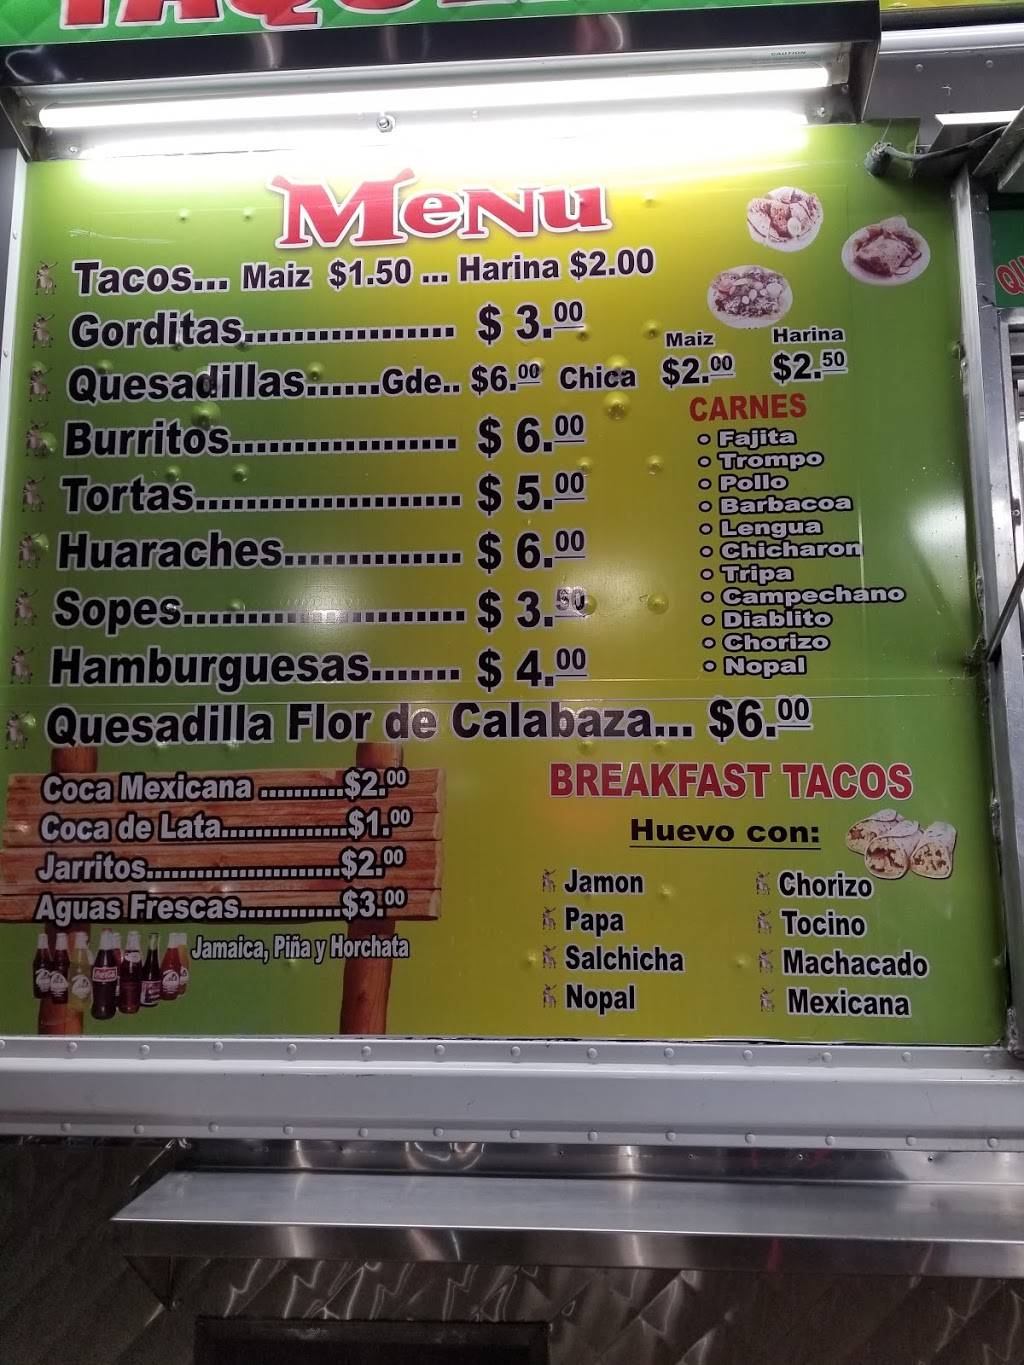 MENU
Tacos... Maiz $1.50 ... Harina $2.00
Gorditas................. $ 3.00
Maiz Harina
Quesadillas......Gde.. $6.00 Chica $2.00 $2.50
Burritos.................. $ 6.00
Tortas...................... $ 5.00
Huaraches.............. $ 6.00
Sopes....................... $ 3.50
Hamburguesas....... $ 4.00
Quesadilla Flor de Calabaza... $6.00
CARNES
• Fajita
• Trompo
• Pollo
• Barbacoa
• Lengua
• Chicharon
• Tripa
• Campechano
• Diablito
• Chorizo
• Nopal
Coca Mexicana ..........$2.00
Coca de Lata...............$1.00
Jarritos.......................$2.00
Aguas Frescas............$3.00
Jamaica, Piña y Horchata
BREAKFAST TACOS
Huevo con:
Jamon
Papa
Salchicha
Nopal
Chorizo
Tocino
Machacado
Mexicana